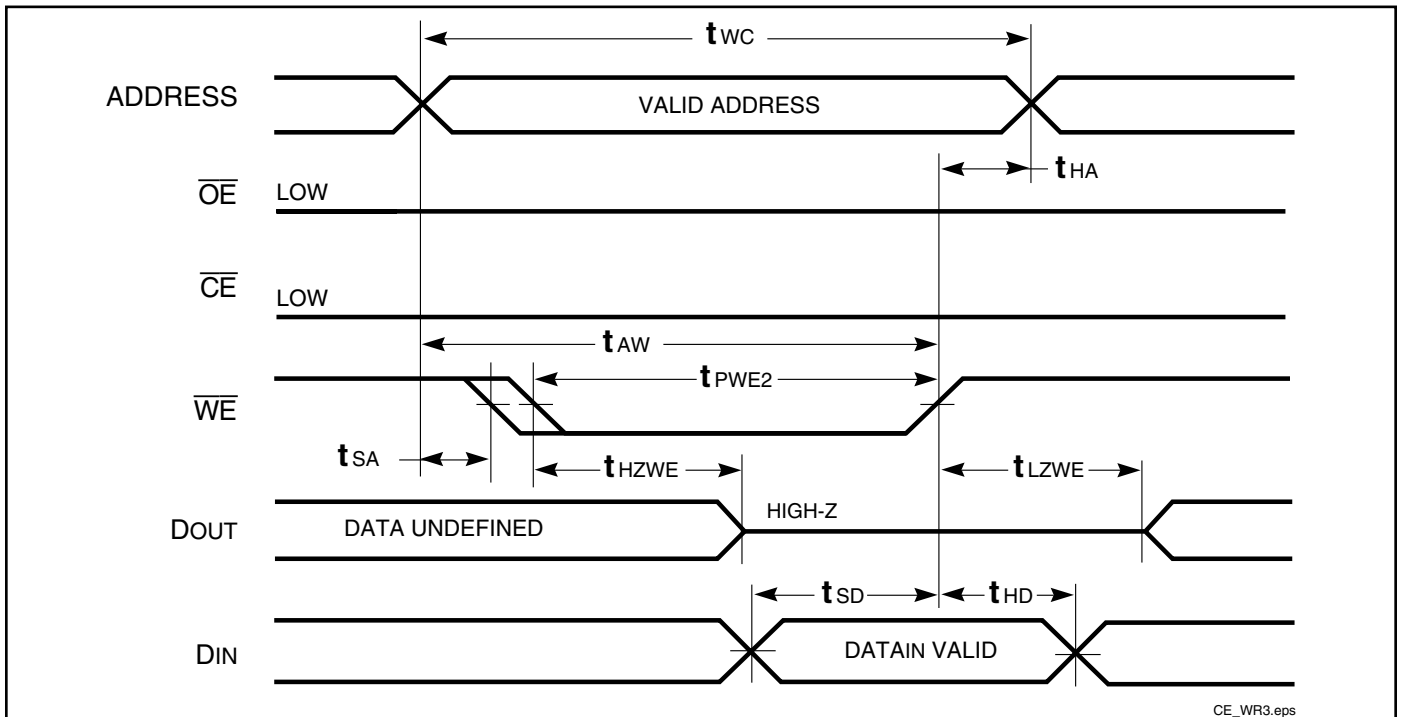 tWC
ADDRESS VALID ADDRESS
tHA
OE LOW
CE LOW
tAW
tPWE2
WE
tSA tHZWE tLZWE
DOUT DATA UNDEFINED HIGH-Z
tSD tHD
DIN DATAIN VALID
CE_WR3.eps